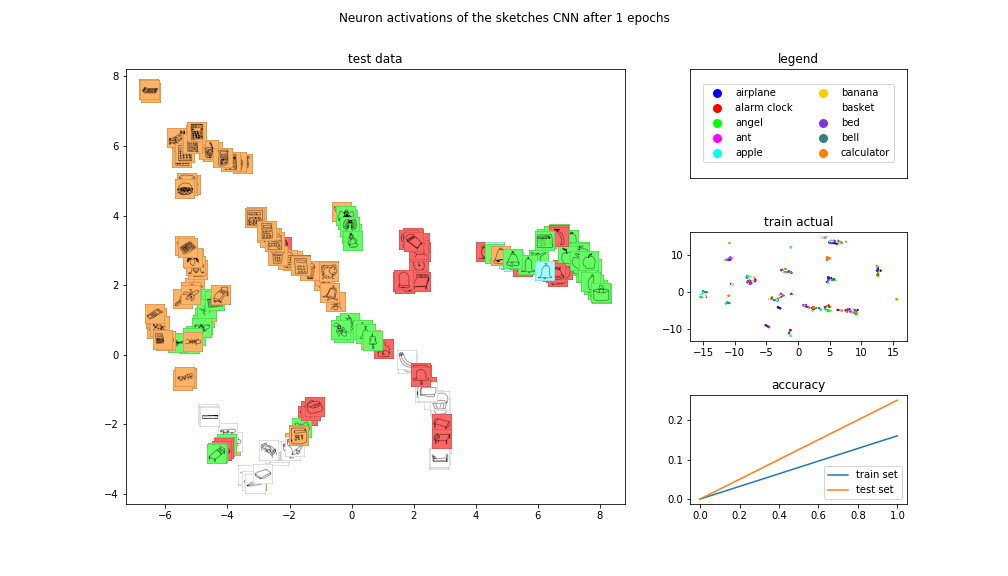 Neuron activations of the sketches CNN after 1 epochs
test data
8
6
4
2
0
−2
−4
−6 −4 −2 0 2 4 6 8
legend
airplane banana
alarm clock basket
angel bed
ant bell
apple calculator
train actual
10
0
−10
−15 −10 −5 0 5 10 15
accuracy
0.2
0.1
0.0
train set
test set
0.0 0.2 0.4 0.6 0.8 1.0